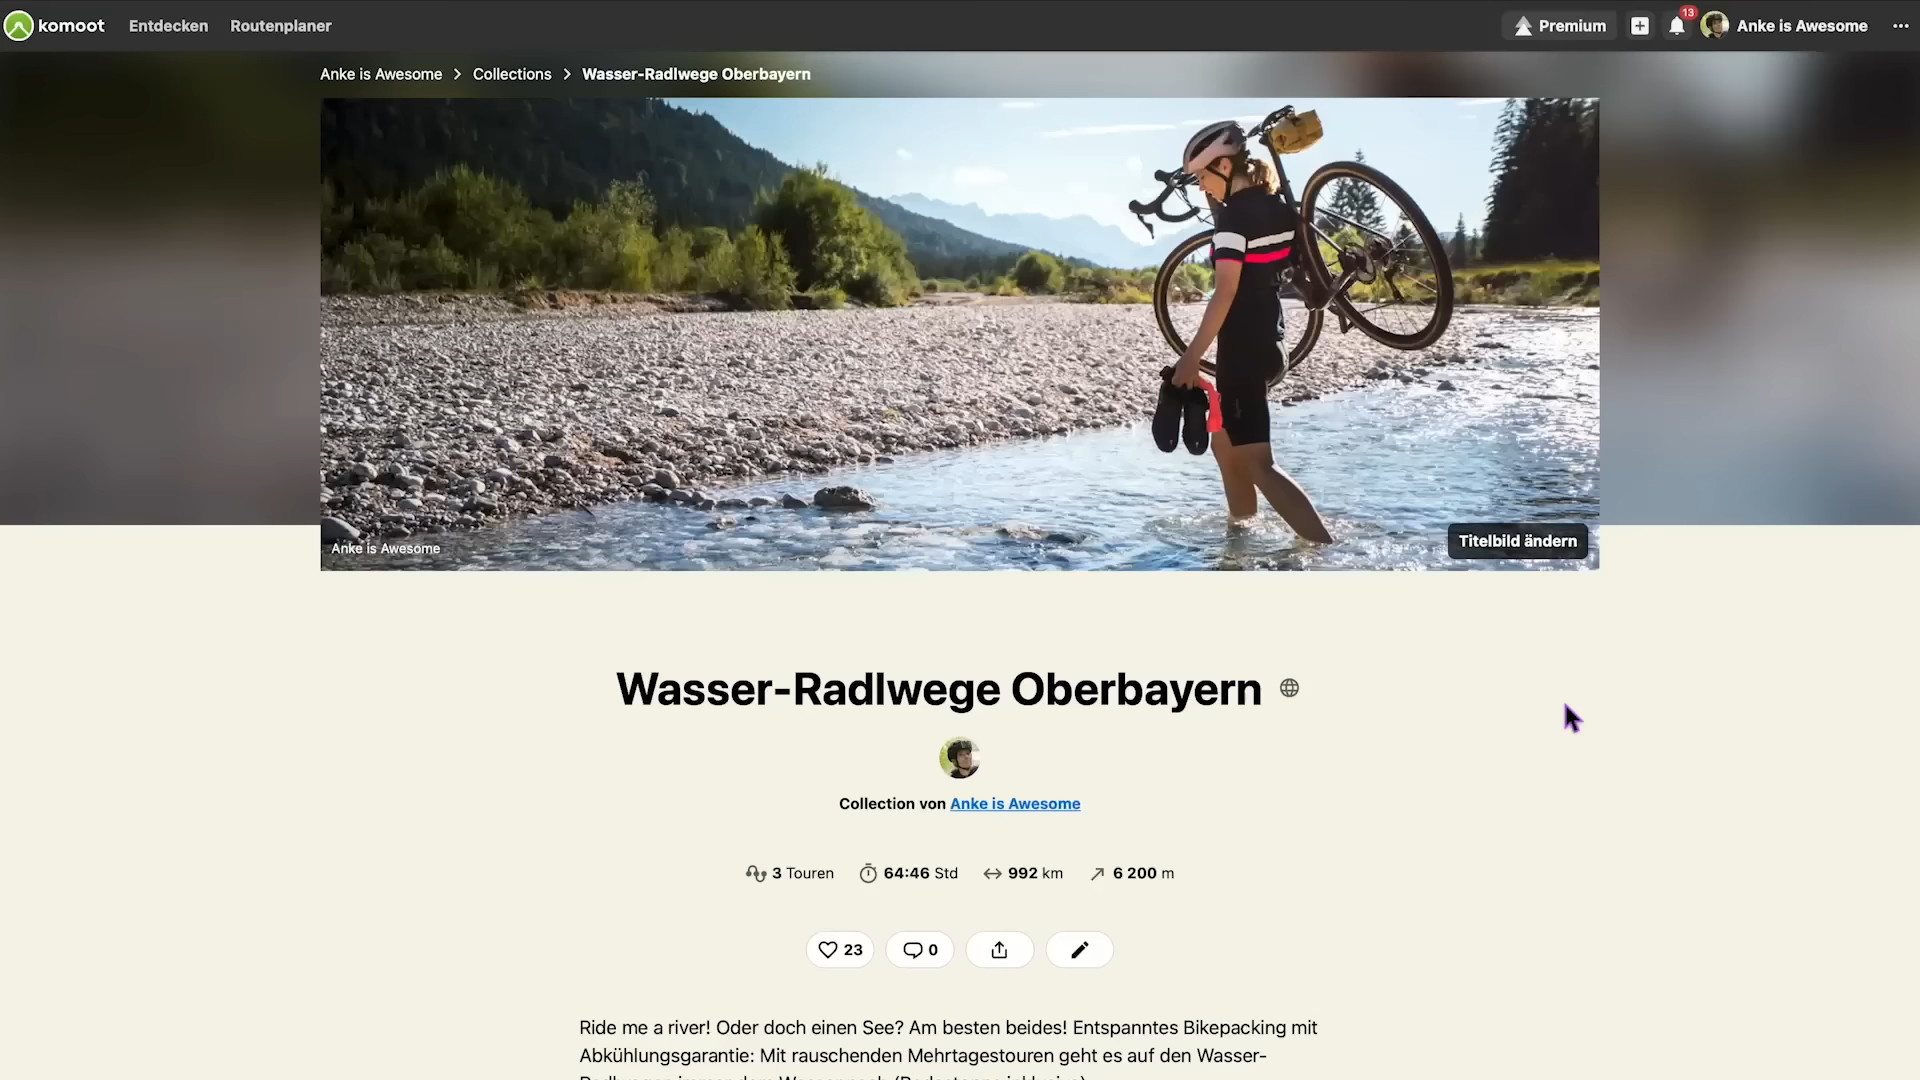 komoot Entdecken Routenplaner Premium 13 Anke is Awesome
Anke is Awesome Collections Wasser-Radlwege Oberbayern
Anke is Awesome
Titelbild ändern
Wasser-Radlwege Oberbayern
Collection von Anke is Awesome
3 Touren 64:46 Std 992 km 6 200 m
23 0
Ride me a river! Oder doch einen See? Am besten beides! Entspanntes Bikepacking mit
Abkühlungsgarantie: Mit rauschenden Mehrtagestouren geht es auf den Wasser-